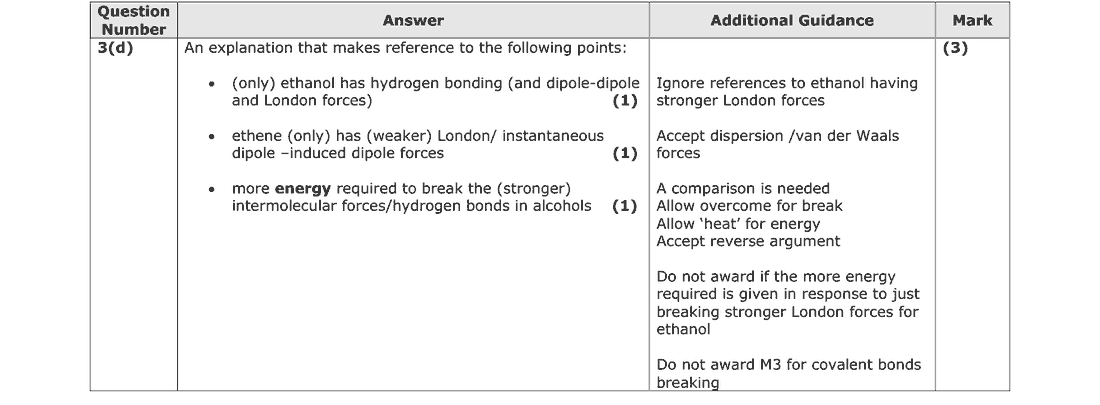 Question Number
Answer
Additional Guidance
Mark
3(d)
An explanation that makes reference to the following points:
(3)
• (only) ethanol has hydrogen bonding (and dipole-dipole
and London forces) (1)
Ignore references to ethanol having
stronger London forces
• ethene (only) has (weaker) London/ instantaneous
dipole –induced dipole forces (1)
Accept dispersion /van der Waals
forces
• more energy required to break the (stronger)
intermolecular forces/hydrogen bonds in alcohols (1)
A comparison is needed
Allow overcome for break
Allow ‘heat’ for energy
Accept reverse argument
Do not award if the more energy
required is given in response to just
breaking stronger London forces for
ethanol
Do not award M3 for covalent bonds
breaking